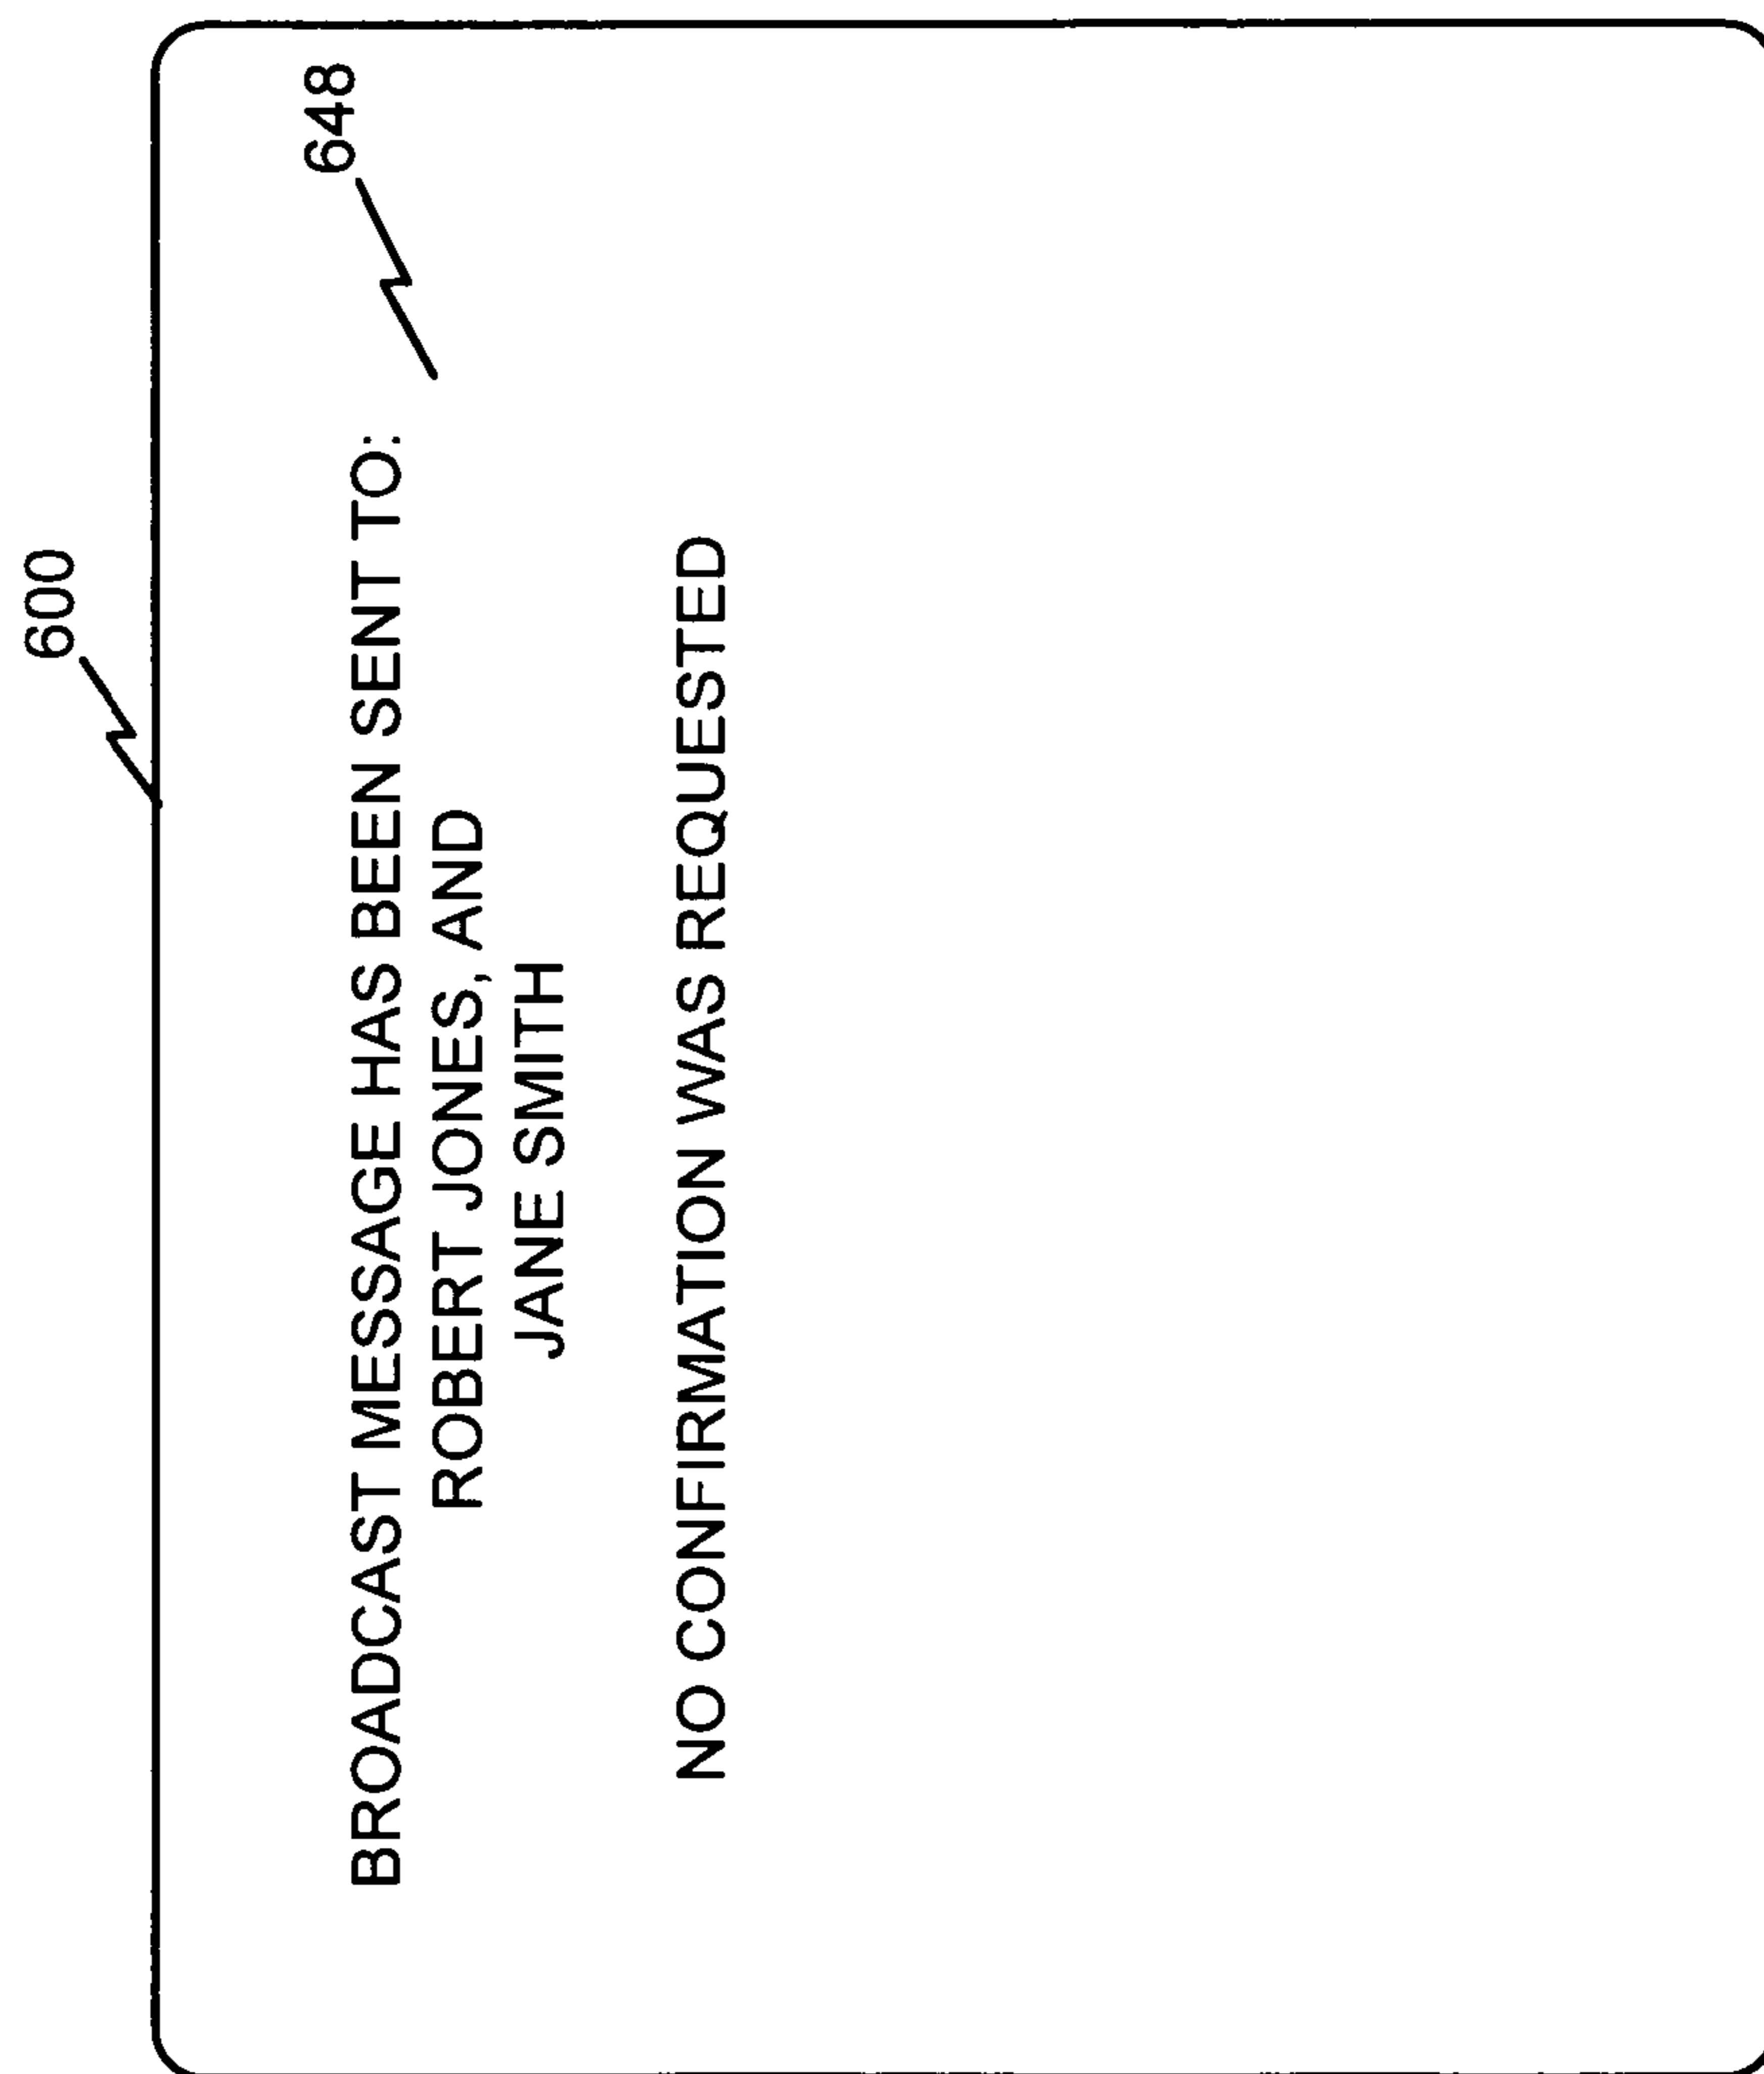 600
648
BROADCAST MESSAGE HAS BEEN SENT TO:
ROBERT JONES, AND
JANE SMITH
NO CONFIRMATION WAS REQUESTED